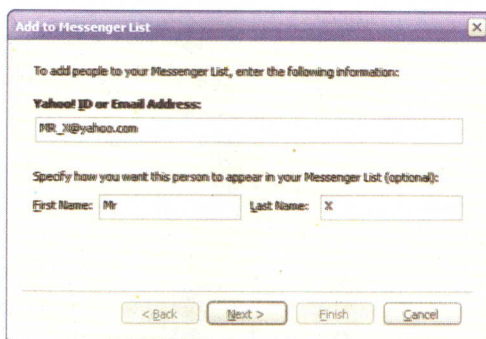 Add to Messenger List
To add people to your Messenger List, enter the following information:
Yahoo! ID or Email Address:
MR_X@yahoo.com
Specify how you want this person to appear in your Messenger List (optional):
First Name: Mr Last Name: X
< Back Next > Finish Cancel